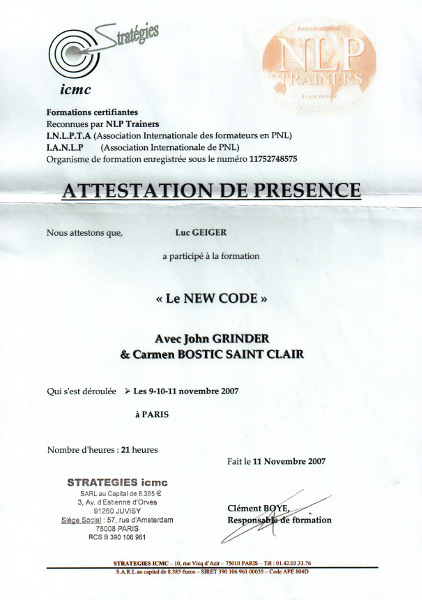 Stratégies
icmc
International
NLP
TRAINERS
Association
Formations certifiantes
Reconnues par NLP Trainers
I.N.L.P.T.A (Association Internationale des formateurs en PNL)
I.A.N.L.P (Association Internationale de PNL)
Organisme de formation enregistrée sous le numéro 11752748575
ATTESTATION DE PRESENCE
Nous attestons que, Luc GEIGER
a participé à la formation
« Le NEW CODE »
Avec John GRINDER
& Carmen BOSTIC SAINT CLAIR
Qui s'est déroulée ➢ Les 9-10-11 novembre 2007
à PARIS
Nombre d'heures : 21 heures
Fait le 11 Novembre 2007
STRATEGIES icmc
SARL au Capital de 8.385 €
3, Av. d'Estienne d'Orves
91260 JUVISY
Siège Social : 57, rue d'Amsterdam
75008 PARIS
RCS B 390 106 961
Clément BOYE,
Responsable de formation
STRATEGIES ICMC – 10, rue Vicq d'Azir – 75010 PARIS – Tél : 01.42.03.33.76
S.A.R.L au capital de 8.385 Euros – SIRET 390 106 961 00035 – Code APE 804D